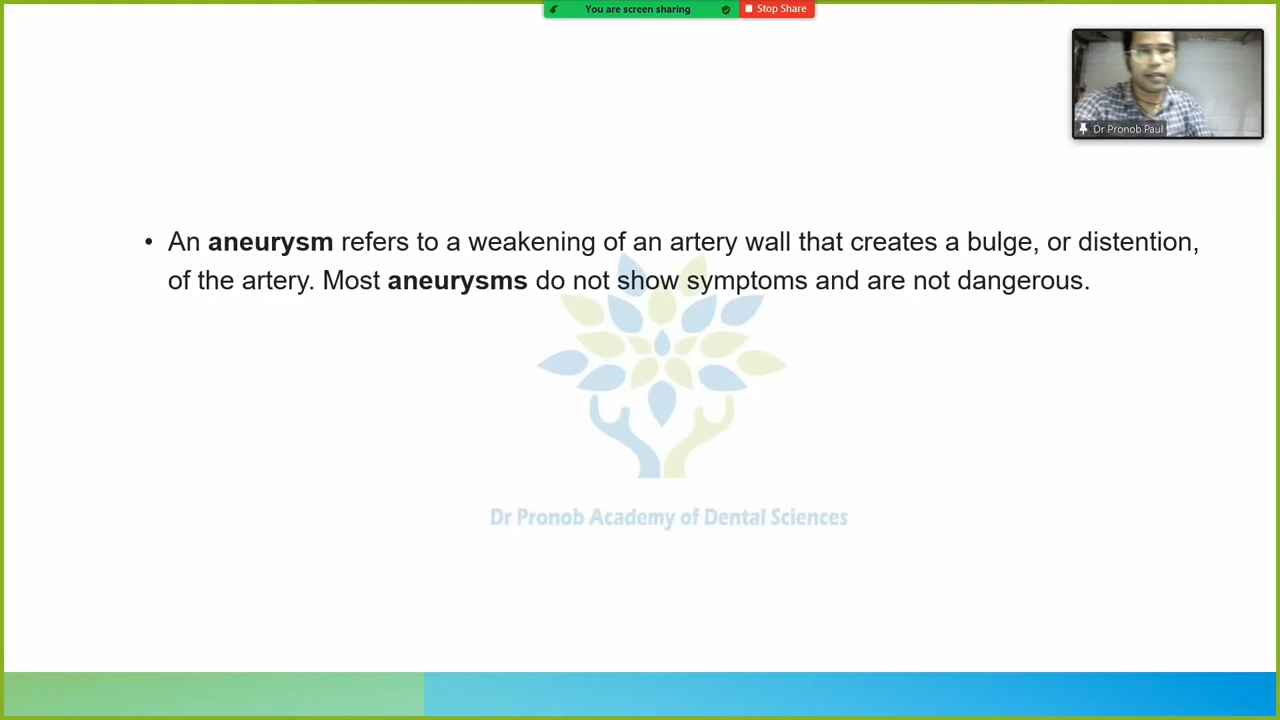 You are screen sharing
Stop Share
Dr Pronob Paul
• An aneurysm refers to a weakening of an artery wall that creates a bulge, or distention,
of the artery. Most aneurysms do not show symptoms and are not dangerous.
Dr Pronob Academy of Dental Sciences